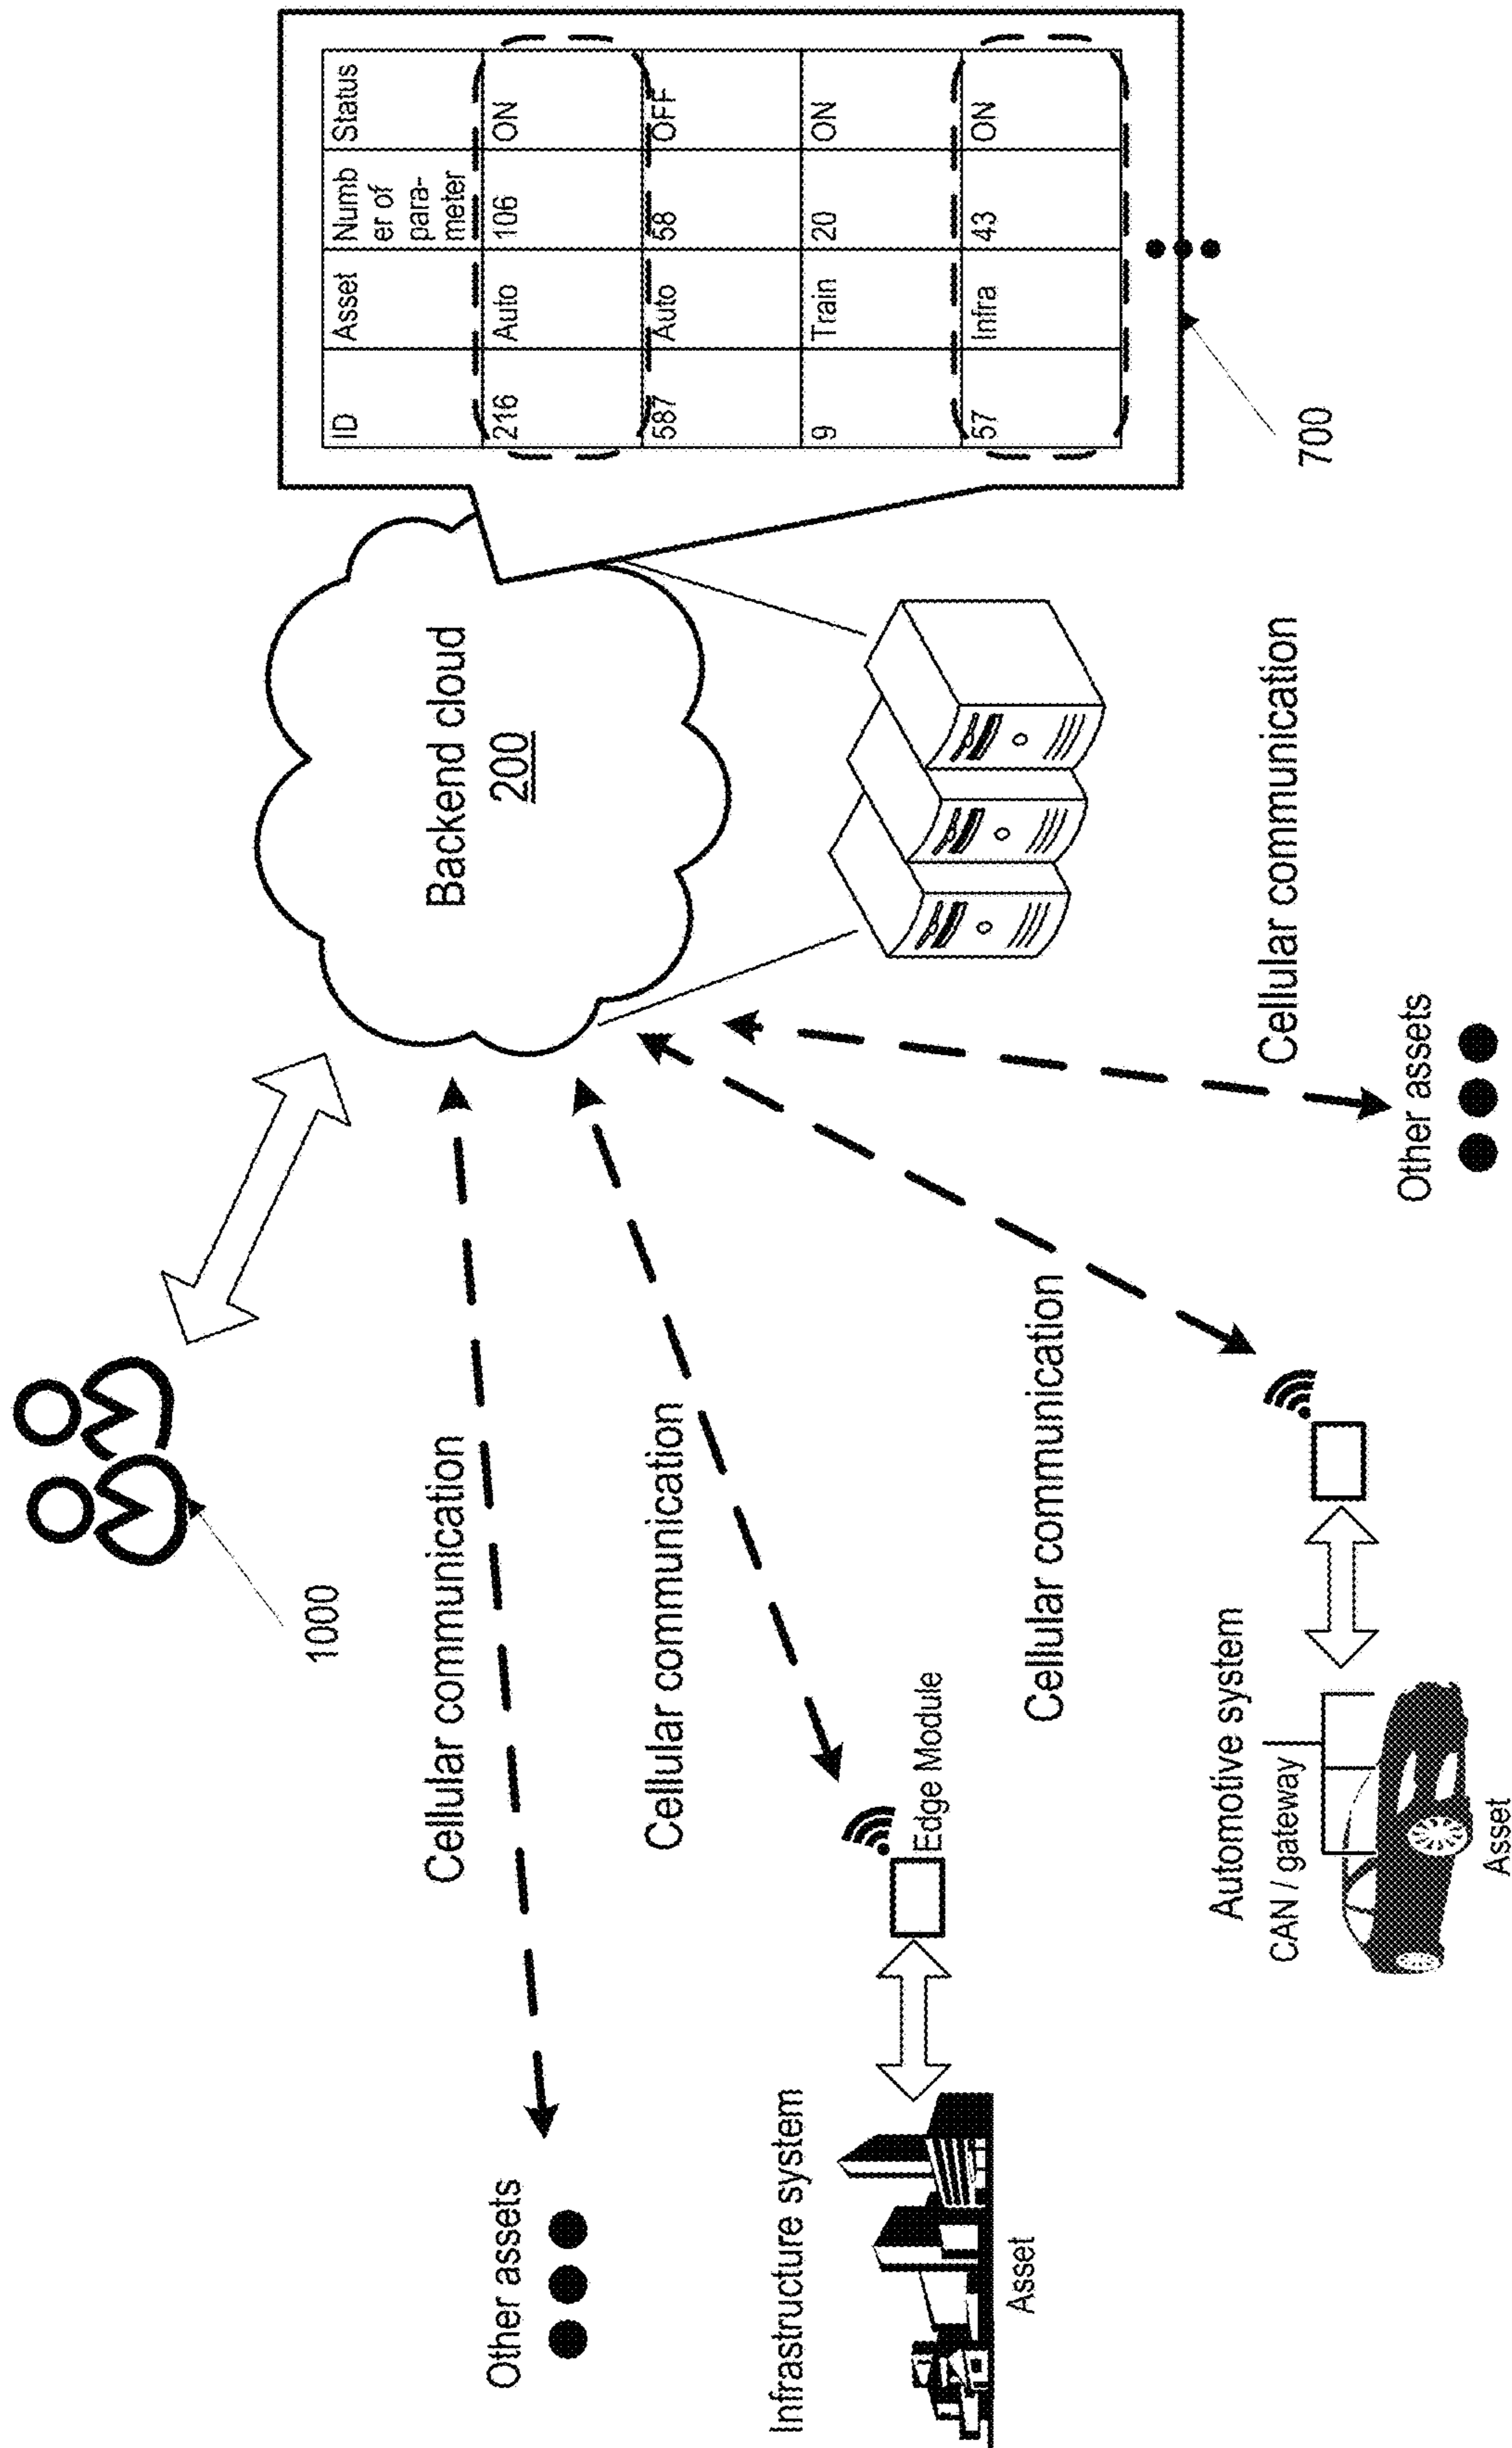 1000
Backend cloud
200
ID Asset Numb Status
er of
para-
meter
216 Auto 106 ON
587 Auto 58 OFF
9 Train 20 ON
57 Infra 43 ON
700
Other assets
Cellular communication
Cellular communication
Infrastructure system
Edge Module
Asset
Cellular communication
Automotive system
CAN / gateway
Asset
Cellular communication
Other assets